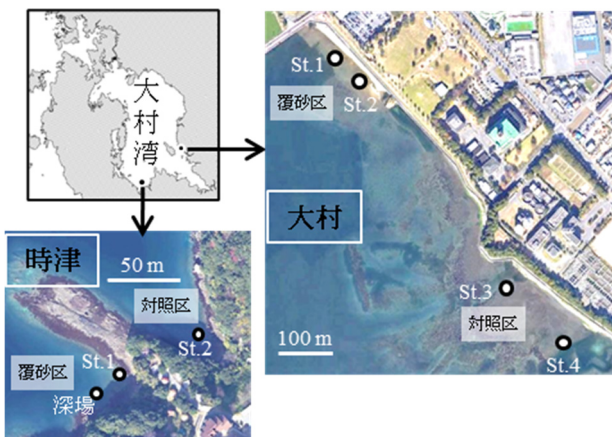 大村湾
St.1
St.2
覆砂区
大村
St.3
対照区
100 m
St.4
時津
50 m
対照区
St.2
St.1
覆砂区
深場